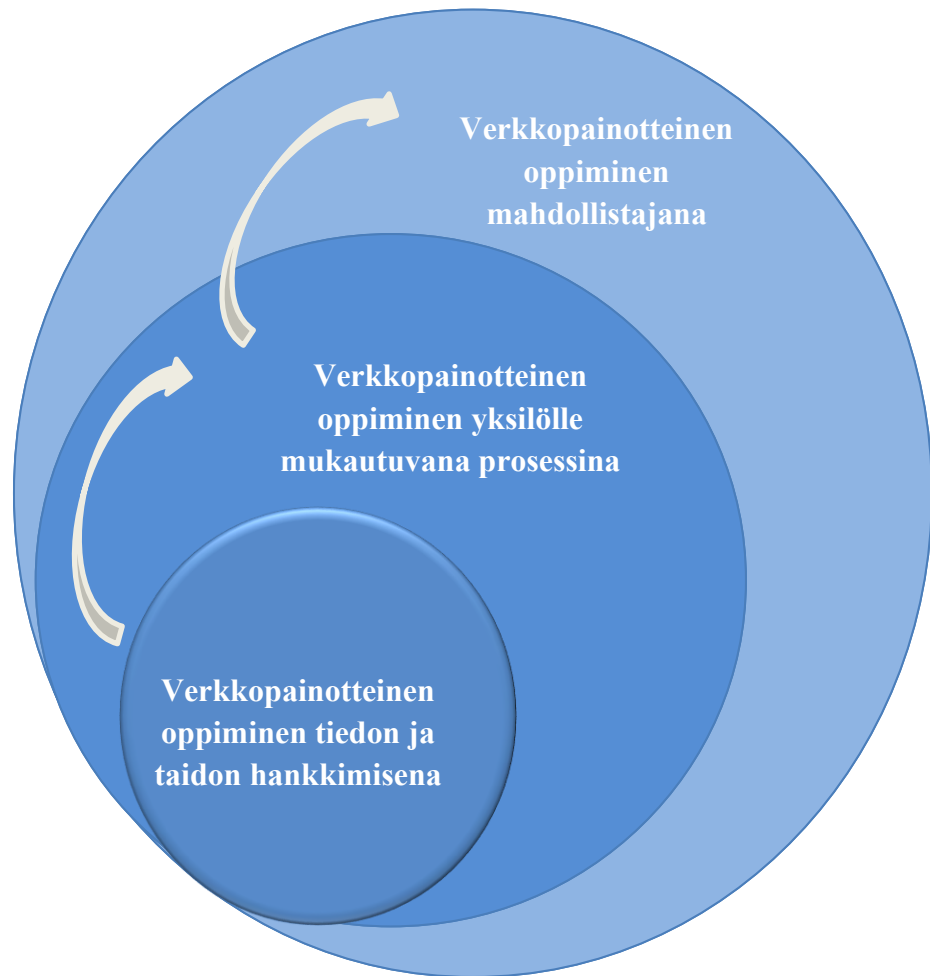 Verkkopainotteinen
oppiminen
mahdollistajana
Verkkopainotteinen
oppiminen yksilölle
mukautuvana prosessina
Verkkopainotteinen
oppiminen tiedon ja
taidon hankkimisena